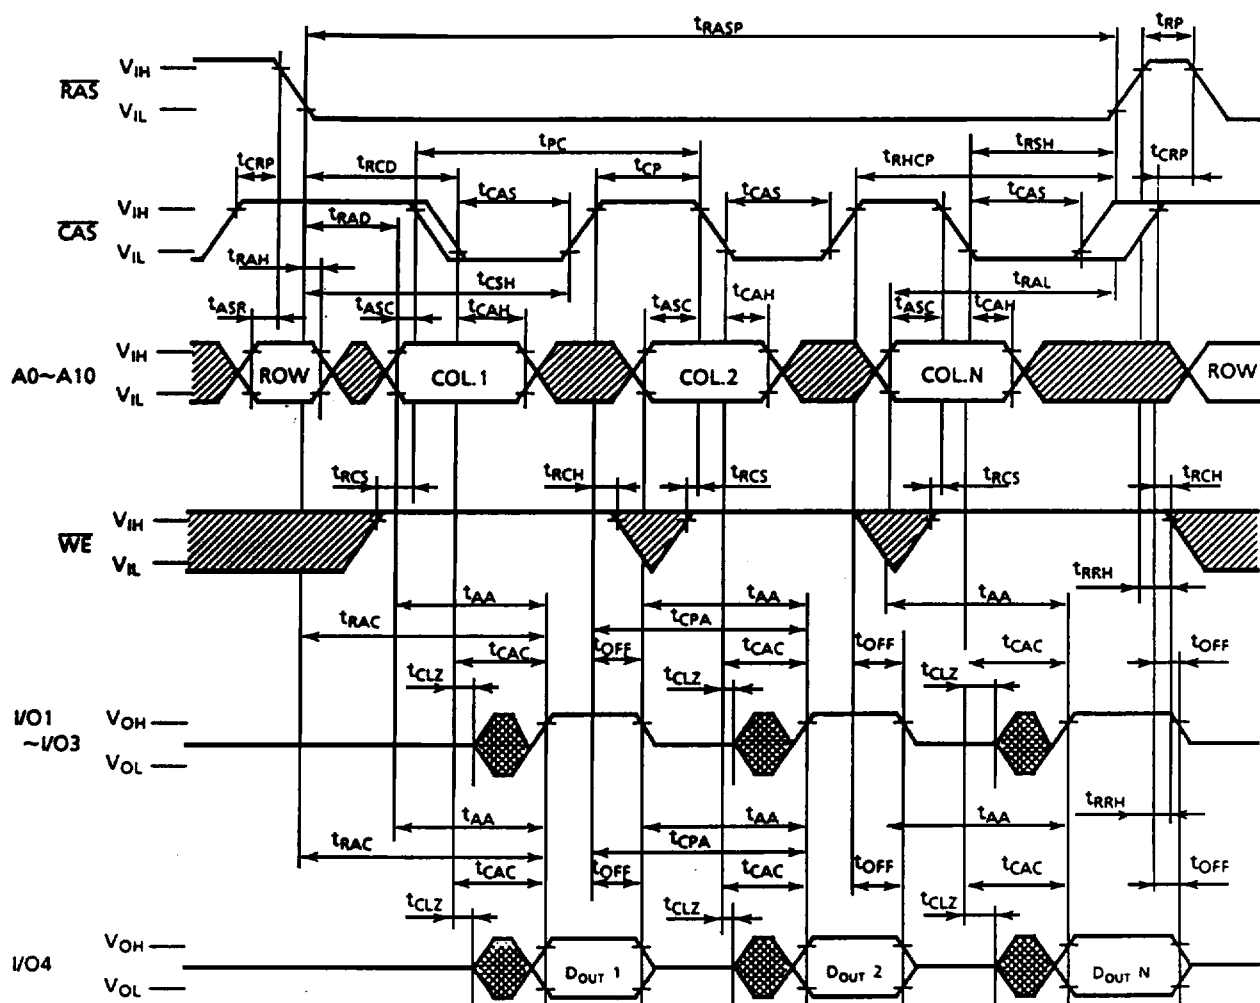 tRASP tRP
VIH
RAS
VIL
tPC tRSH
tCRP tRCD tCP tRHCP tCRP
tCAS tCAS tCAS
VIH
CAS tRAD
VIL
tRAH tCSH tRAL
tASR tASC tCAH tASC tCAH tASC tCAH
VIH
A0~A10 ROW COL.1 COL.2 COL.N ROW
VIL
tRCS tRCH tRCS tRCS tRCH
VIH
WE
VIL
tRRH
tAA tAA tAA
tRAC tCPA
tCAC tOFF tCAC tOFF tCAC tOFF
tCLZ tCLZ tCLZ
I/O1 VOH
~I/O3
VOL
tRRH
tAA tAA tAA
tRAC tCPA
tCAC tOFF tCAC tOFF tCAC tOFF
tCLZ tCLZ tCLZ
VOH
I/O4 DOUT 1 DOUT 2 DOUT N
VOL